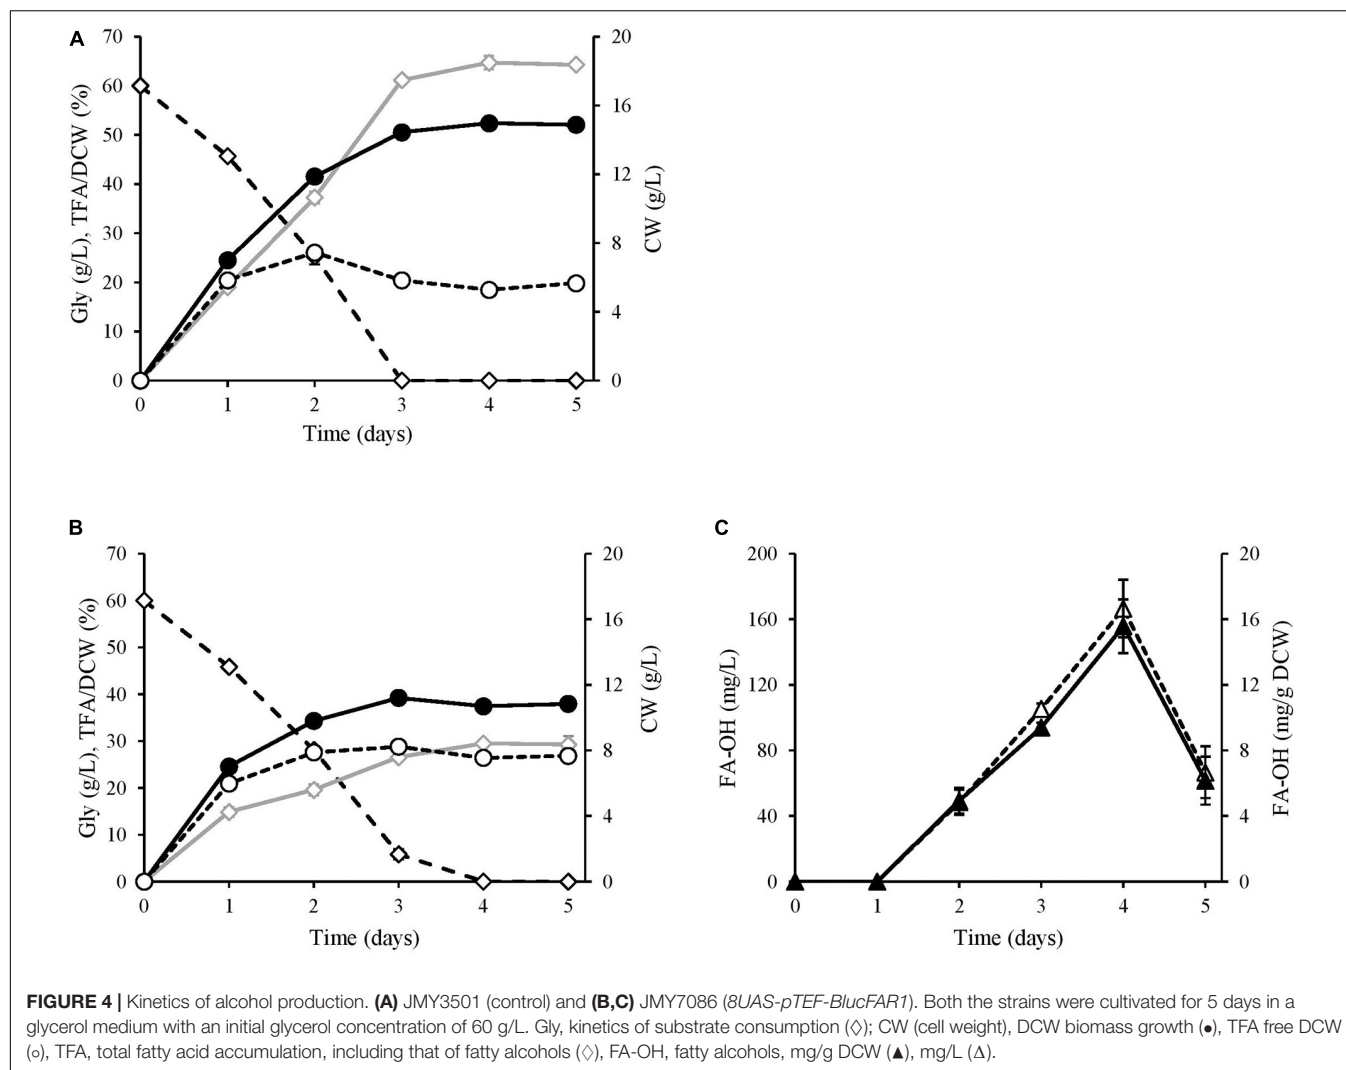 A
70
60
50
40
30
20
10
0
Gly (g/L), TFA/DCW (%)
20
16
12
8
4
0
CW (g/L)
0 1 2 3 4 5
Time (days)
B
70
60
50
40
30
20
10
0
Gly (g/L), TFA/DCW (%)
20
16
12
8
4
0
CW (g/L)
0 1 2 3 4 5
Time (days)
C
200
160
120
80
40
0
FA-OH (mg/L)
20
16
12
8
4
0
FA-OH (mg/g DCW)
0 1 2 3 4 5
Time (days)
FIGURE 4 | Kinetics of alcohol production. (A) JMY3501 (control) and (B,C) JMY7086 (8UAS-pTEF-BlucFAR1). Both the strains were cultivated for 5 days in a
glycerol medium with an initial glycerol concentration of 60 g/L. Gly, kinetics of substrate consumption (◇); CW (cell weight), DCW biomass growth (●), TFA free DCW
(○), TFA, total fatty acid accumulation, including that of fatty alcohols (◇), FA-OH, fatty alcohols, mg/g DCW (▲), mg/L (Δ).